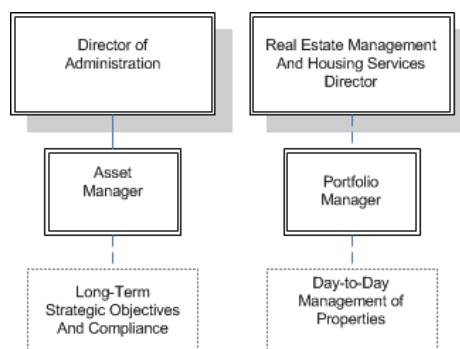 Director of
Administration
Real Estate Management
And Housing Services
Director
Asset
Manager
Portfolio
Manager
Long-Term
Strategic Objectives
And Compliance
Day-to-Day
Management of
Properties